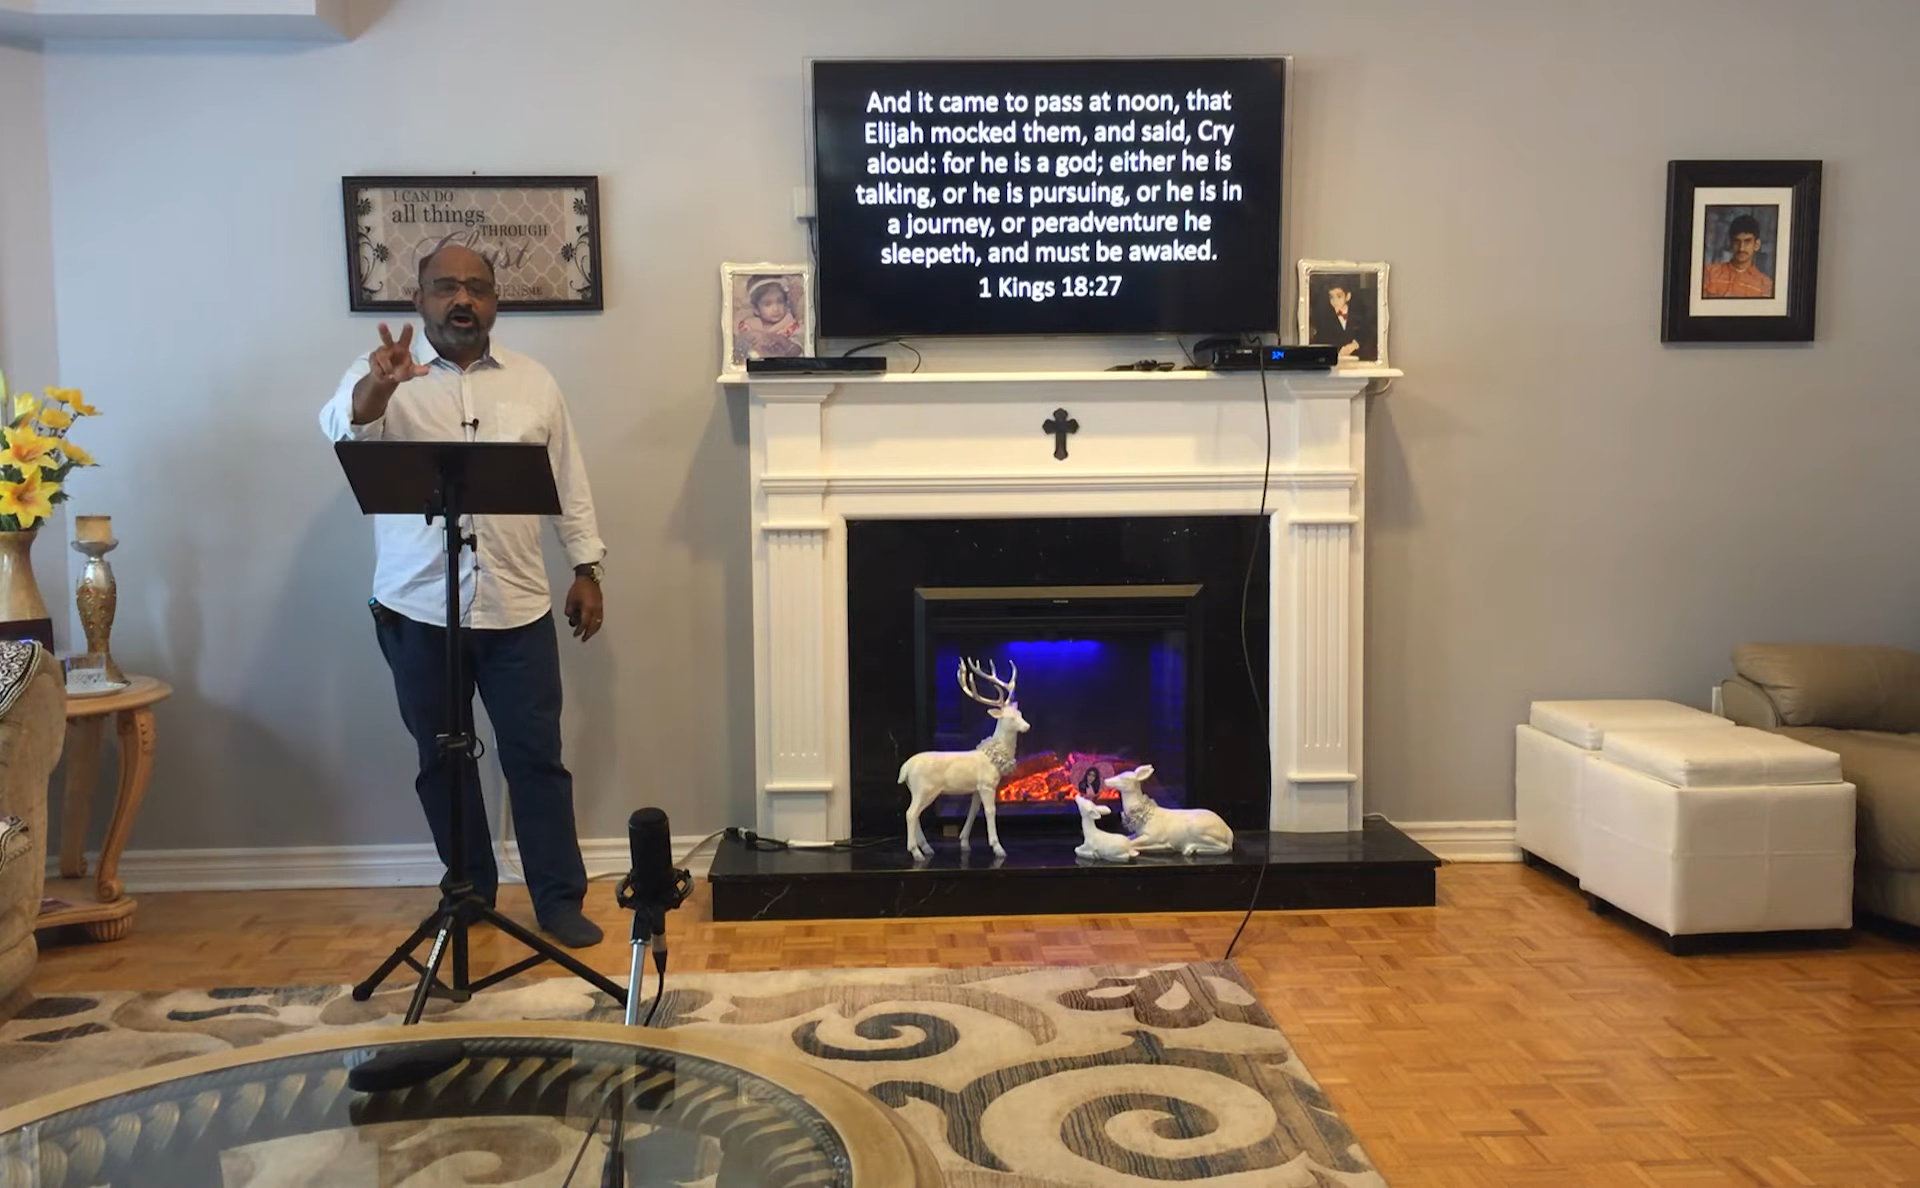 I CAN DO
all things
THROUGH
And it came to pass at noon, that
Elijah mocked them, and said, Cry
aloud: for he is a god; either he is
talking, or he is pursuing, or he is in
a journey, or peradventure he
sleepeth, and must be awaked.
1 Kings 18:27
324
SAMSON